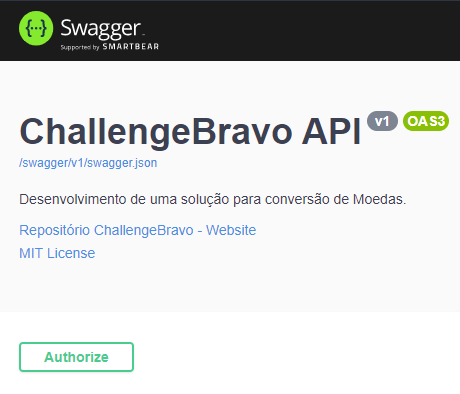 Swagger
Supported by SMARTBEAR
ChallengeBravo API v1 OAS3
/swagger/v1/swagger.json
Desenvolvimento de uma solução para conversão de Moedas.
Repositório ChallengeBravo - Website
MIT License
Authorize